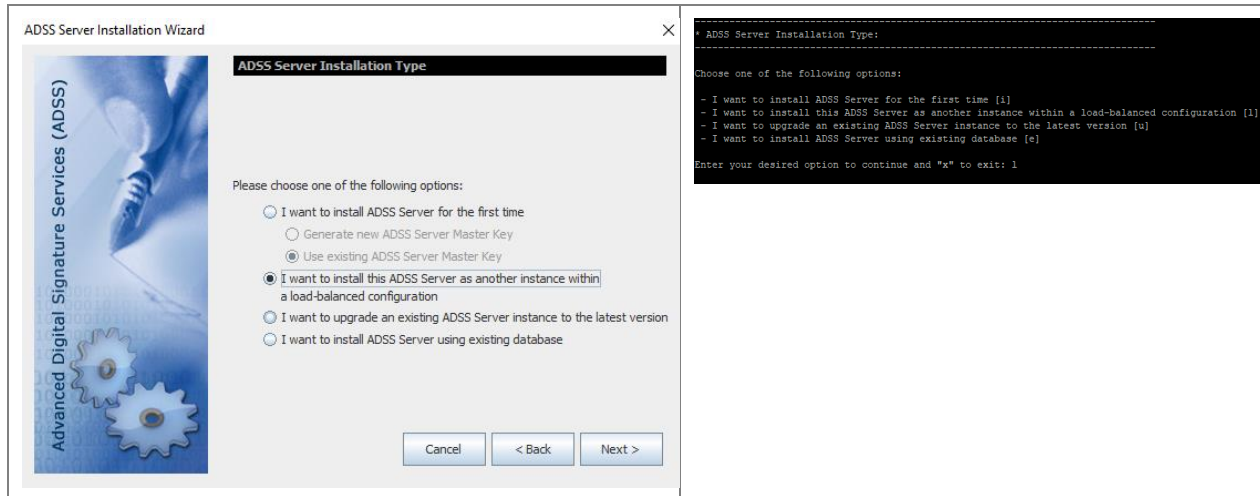 ADSS Server Installation Wizard
Advanced Digital Signature Services (ADSS)
ADSS Server Installation Type
Please choose one of the following options:
I want to install ADSS Server for the first time
Generate new ADSS Server Master Key
Use existing ADSS Server Master Key
I want to install this ADSS Server as another instance within
a load-balanced configuration
I want to upgrade an existing ADSS Server instance to the latest version
I want to install ADSS Server using existing database
Cancel
< Back
Next >
--------------------------------------------------------------------
* ADSS Server Installation Type:
--------------------------------------------------------------------
Choose one of the following options:
- I want to install ADSS Server for the first time [i]
- I want to install this ADSS Server as another instance within a load-balanced configuration [l]
- I want to upgrade an existing ADSS Server instance to the latest version [u]
- I want to install ADSS Server using existing database [e]
Enter your desired option to continue and "x" to exit: l